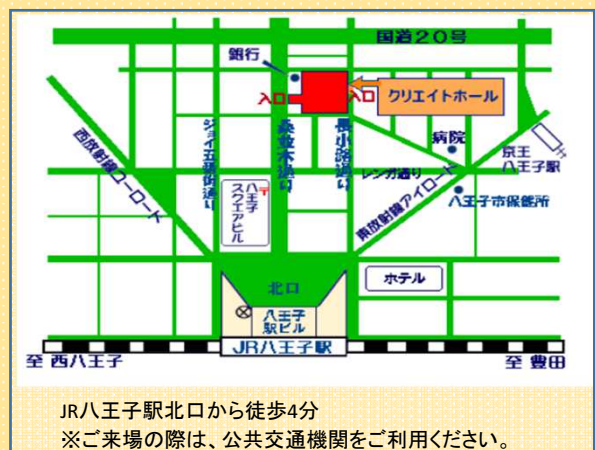 国道20号
銀行
入口
入口
クリエイトホール
西放射線ユーロード
ジョイ五番街通り
桑並木通り
長小路通り
病院
京王
八王子駅
レンガ通り
東放射線アイロード
八王子市保健所
八王子
スクエアビル
〒
北口
ホテル
八王子
駅ビル
JR八王子駅
至 西八王子
至 豊田
JR八王子駅北口から徒歩4分
※ご来場の際は、公共交通機関をご利用ください。